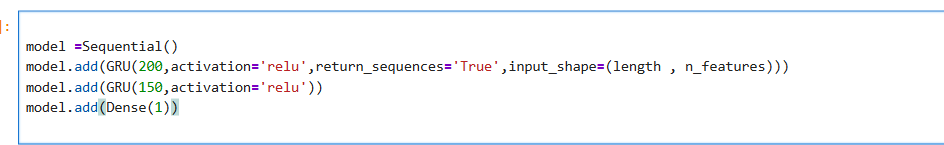 ]:
model =Sequential()
model.add(GRU(200,activation='relu',return_sequences='True',input_shape=(length , n_features)))
model.add(GRU(150,activation='relu'))
model.add(Dense(1))